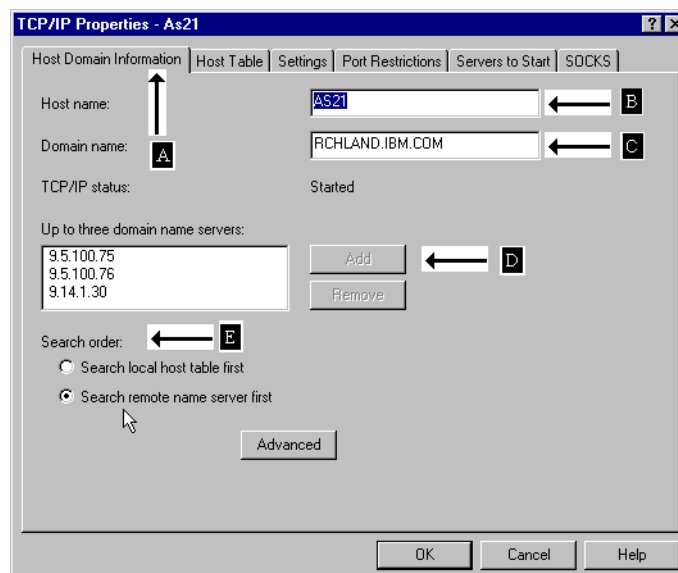 TCP/IP Properties - As21
Host Domain Information Host Table Settings Port Restrictions Servers to Start SOCKS
Host name: AS21 B
Domain name: A RCHLAND.IBM.COM C
TCP/IP status: Started
Up to three domain name servers:
9.5.100.75 Add D
9.5.100.76
9.14.1.30 Remove
Search order: E
Search local host table first
Search remote name server first
Advanced
OK Cancel Help